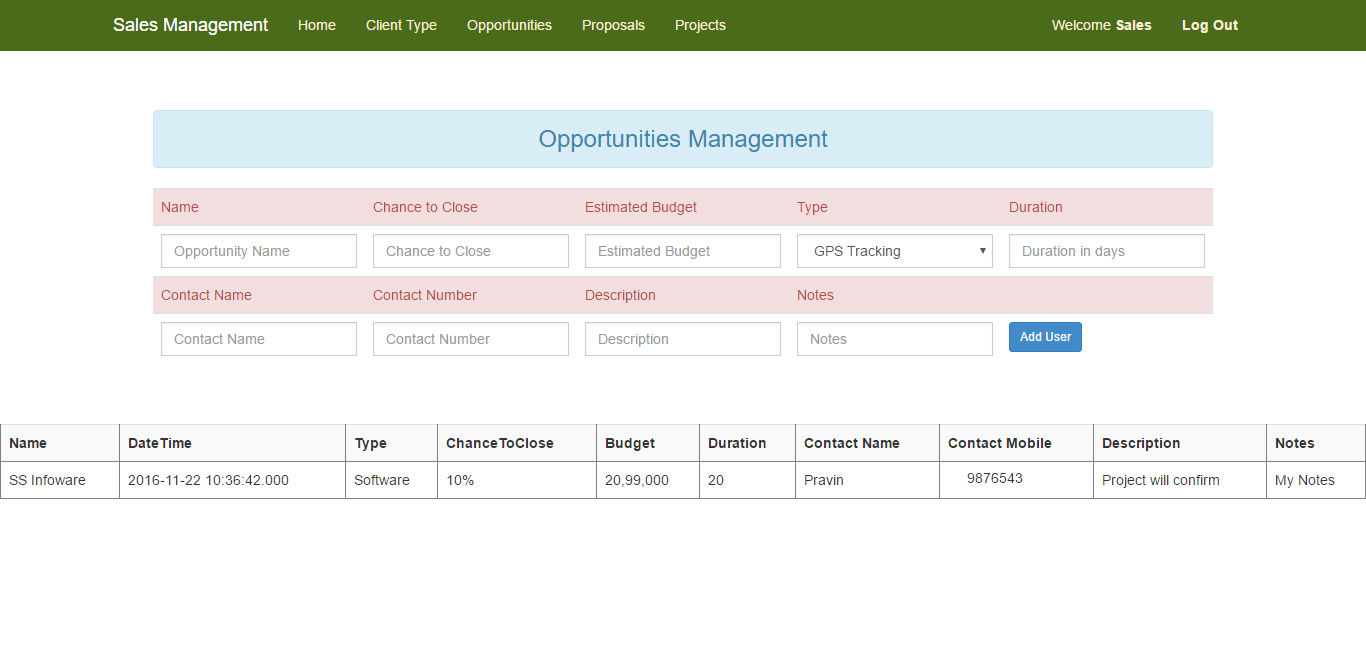 Sales Management Home Client Type Opportunities Proposals Projects Welcome Sales Log Out
Opportunities Management
Name Chance to Close Estimated Budget Type Duration
Opportunity Name Chance to Close Estimated Budget GPS Tracking Duration in days
Contact Name Contact Number Description Notes
Contact Name Contact Number Description Notes Add User
Name DateTime Type ChanceToClose Budget Duration Contact Name Contact Mobile Description Notes
SS Infoware 2016-11-22 10:36:42.000 Software 10% 20,99,000 20 Pravin 9876543 Project will confirm My Notes